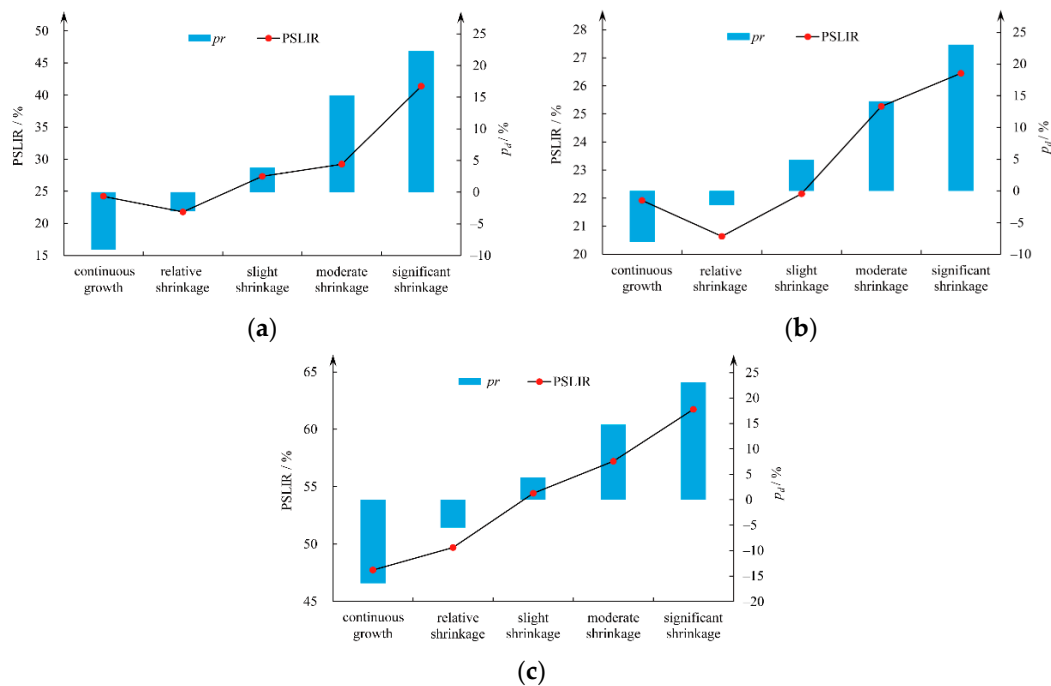 pr PSLIR
PSLIR / %
50
45
40
35
30
25
20
15
25
20
15
10
5
0
−5
−10
pd/ %
continuous growth
relative shrinkage
slight shrinkage
moderate shrinkage
significant shrinkage
(a)
pr PSLIR
PSLIR / %
28
27
26
25
24
23
22
21
20
25
20
15
10
5
0
−5
−10
pd/ %
continuous growth
relative shrinkage
slight shrinkage
moderate shrinkage
significant shrinkage
(b)
pr PSLIR
PSLIR / %
65
60
55
50
45
25
20
15
10
5
0
−5
−10
−15
−20
pd/ %
continuous growth
relative shrinkage
slight shrinkage
moderate shrinkage
significant shrinkage
(c)